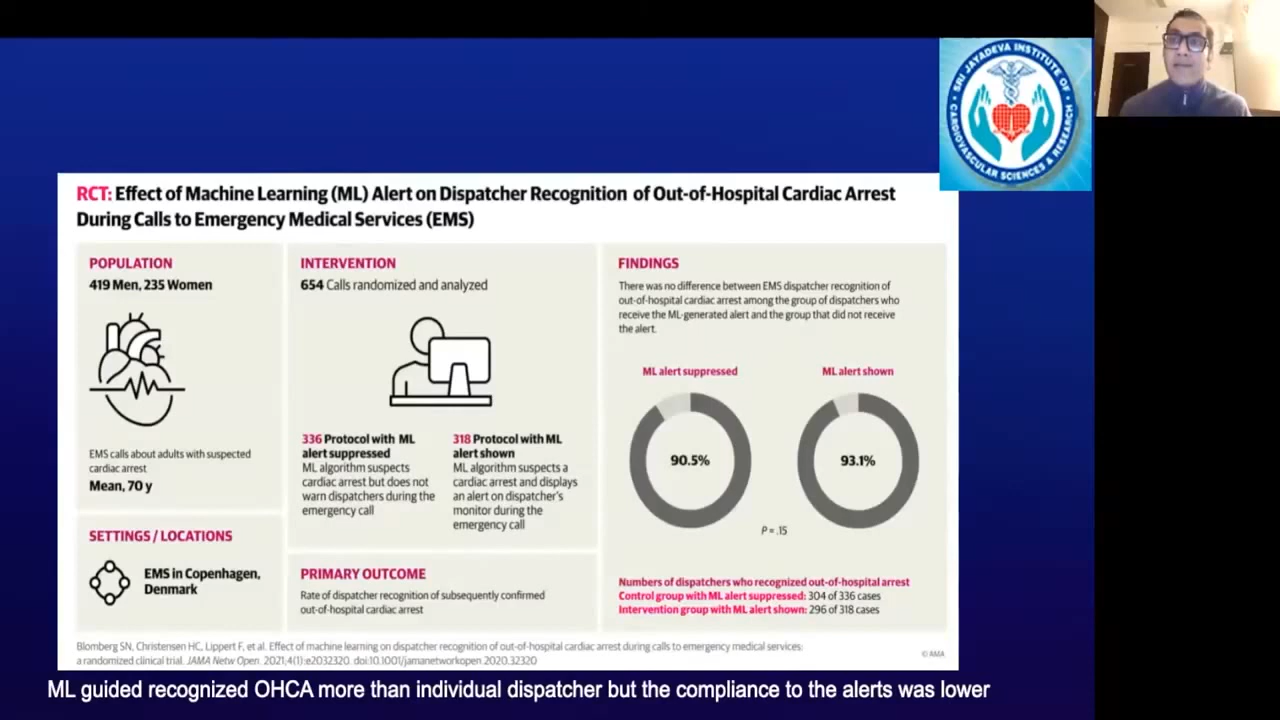 SRI JAYADEVA INSTITUTE OF
CARDIOVASCULAR SCIENCES & RESEARCH
RCT: Effect of Machine Learning (ML) Alert on Dispatcher Recognition of Out-of-Hospital Cardiac Arrest
During Calls to Emergency Medical Services (EMS)
POPULATION
419 Men, 235 Women
EMS calls about adults with suspected
cardiac arrest
Mean, 70 y
SETTINGS / LOCATIONS
EMS in Copenhagen,
Denmark
INTERVENTION
654 Calls randomized and analyzed
336 Protocol with ML
alert suppressed
ML algorithm suspects
cardiac arrest but does not
warn dispatchers during the
emergency call
318 Protocol with ML
alert shown
ML algorithm suspects a
cardiac arrest and displays
an alert on dispatcher's
monitor during the
emergency call
PRIMARY OUTCOME
Rate of dispatcher recognition of subsequently confirmed
out-of-hospital cardiac arrest
FINDINGS
There was no difference between EMS dispatcher recognition of
out-of-hospital cardiac arrest among the group of dispatchers who
receive the ML-generated alert and the group that did not receive
the alert.
ML alert suppressed
90.5%
ML alert shown
93.1%
P = .15
Numbers of dispatchers who recognized out-of-hospital arrest
Control group with ML alert suppressed: 304 of 336 cases
Intervention group with ML alert shown: 296 of 318 cases
Blomberg SN, Christensen HC, Lippert F, et al. Effect of machine learning on dispatcher recognition of out-of-hospital cardiac arrest during calls to emergency medical services:
a randomized clinical trial. JAMA Netw Open. 2021;4(1):e2032320. doi:10.1001/jamanetworkopen.2020.32320
© AMA
ML guided recognized OHCA more than individual dispatcher but the compliance to the alerts was lower